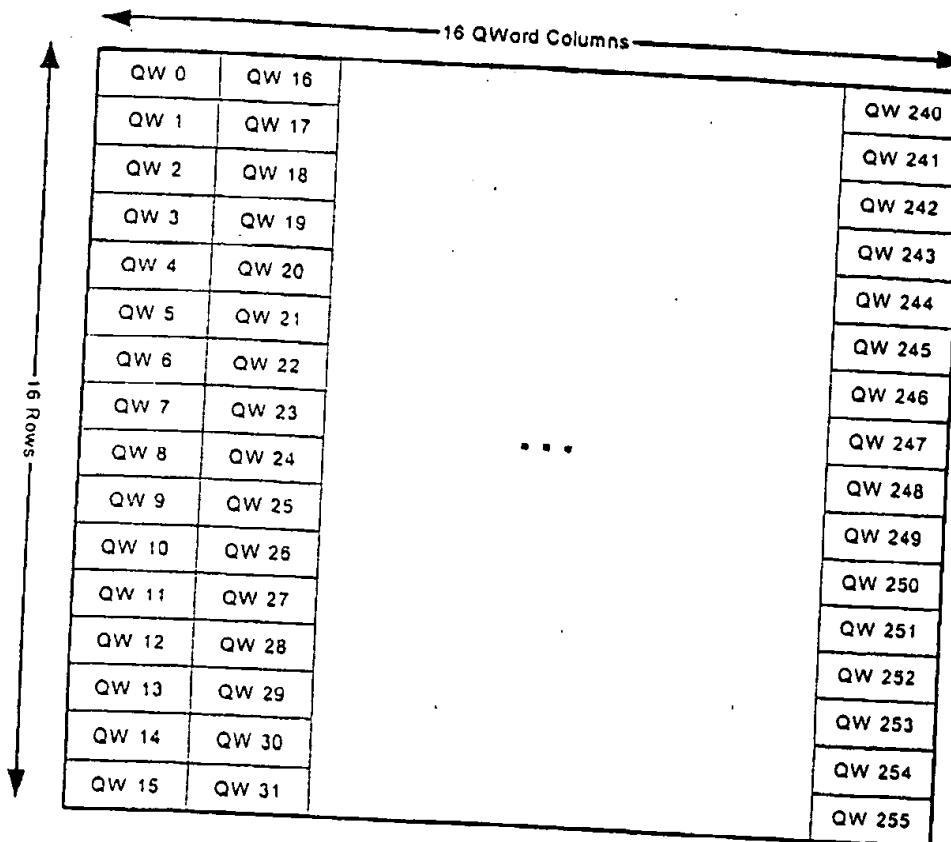 16 QWord Columns
16 Rows
QW 0 QW 16 QW 240
QW 1 QW 17 QW 241
QW 2 QW 18 QW 242
QW 3 QW 19 QW 243
QW 4 QW 20 QW 244
QW 5 QW 21 QW 245
QW 6 QW 22 QW 246
QW 7 QW 23 QW 247
QW 8 QW 24 QW 248
QW 9 QW 25 QW 249
QW 10 QW 26 QW 250
QW 11 QW 27 QW 251
QW 12 QW 28 QW 252
QW 13 QW 29 QW 253
QW 14 QW 30 QW 254
QW 15 QW 31 QW 255
...